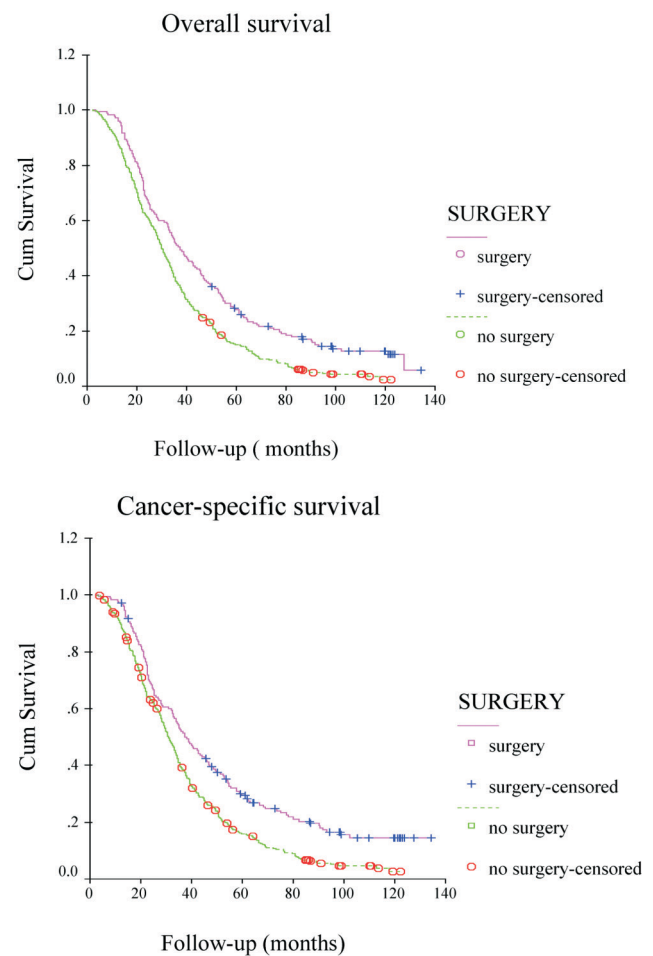 Overall survival
1.2
1.0
.8
.6
.4
.2
0.0
Cum Survival
0 20 40 60 80 100 120 140
Follow-up ( months)
SURGERY
surgery
surgery-censored
no surgery
no surgery-censored
Cancer-specific survival
1.2
1.0
.8
.6
.4
.2
0.0
Cum Survival
0 20 40 60 80 100 120 140
Follow-up (months)
SURGERY
surgery
surgery-censored
no surgery
no surgery-censored